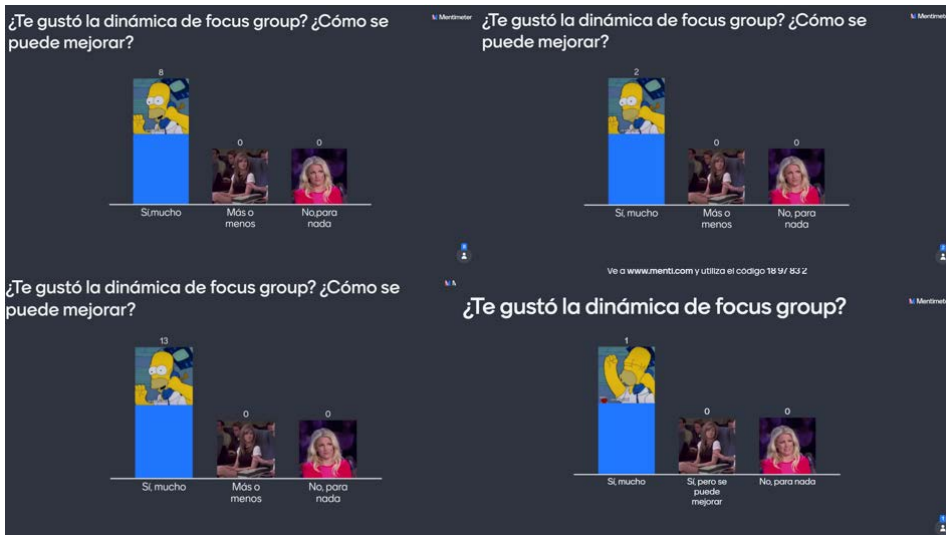 ¿Te gustó la dinámica de focus group? ¿Cómo se
puede mejorar?
Mentimeter
8
0
0
Sí,mucho
Más o
menos
No,para
nada
8
¿Te gustó la dinámica de focus group? ¿Cómo se
puede mejorar?
Mentimete
2
0
0
Sí, mucho
Más o
menos
No, para
nada
2
¿Te gustó la dinámica de focus group? ¿Cómo se
puede mejorar?
13
0
0
Sí, mucho
Más o
menos
No, para
nada
Ve a www.menti.com y utiliza el código 18 97 83 2
¿Te gustó la dinámica de focus group?
Mentimete
1
0
0
Sí, mucho
Sí, pero se
puede
mejorar
No, para nada
1